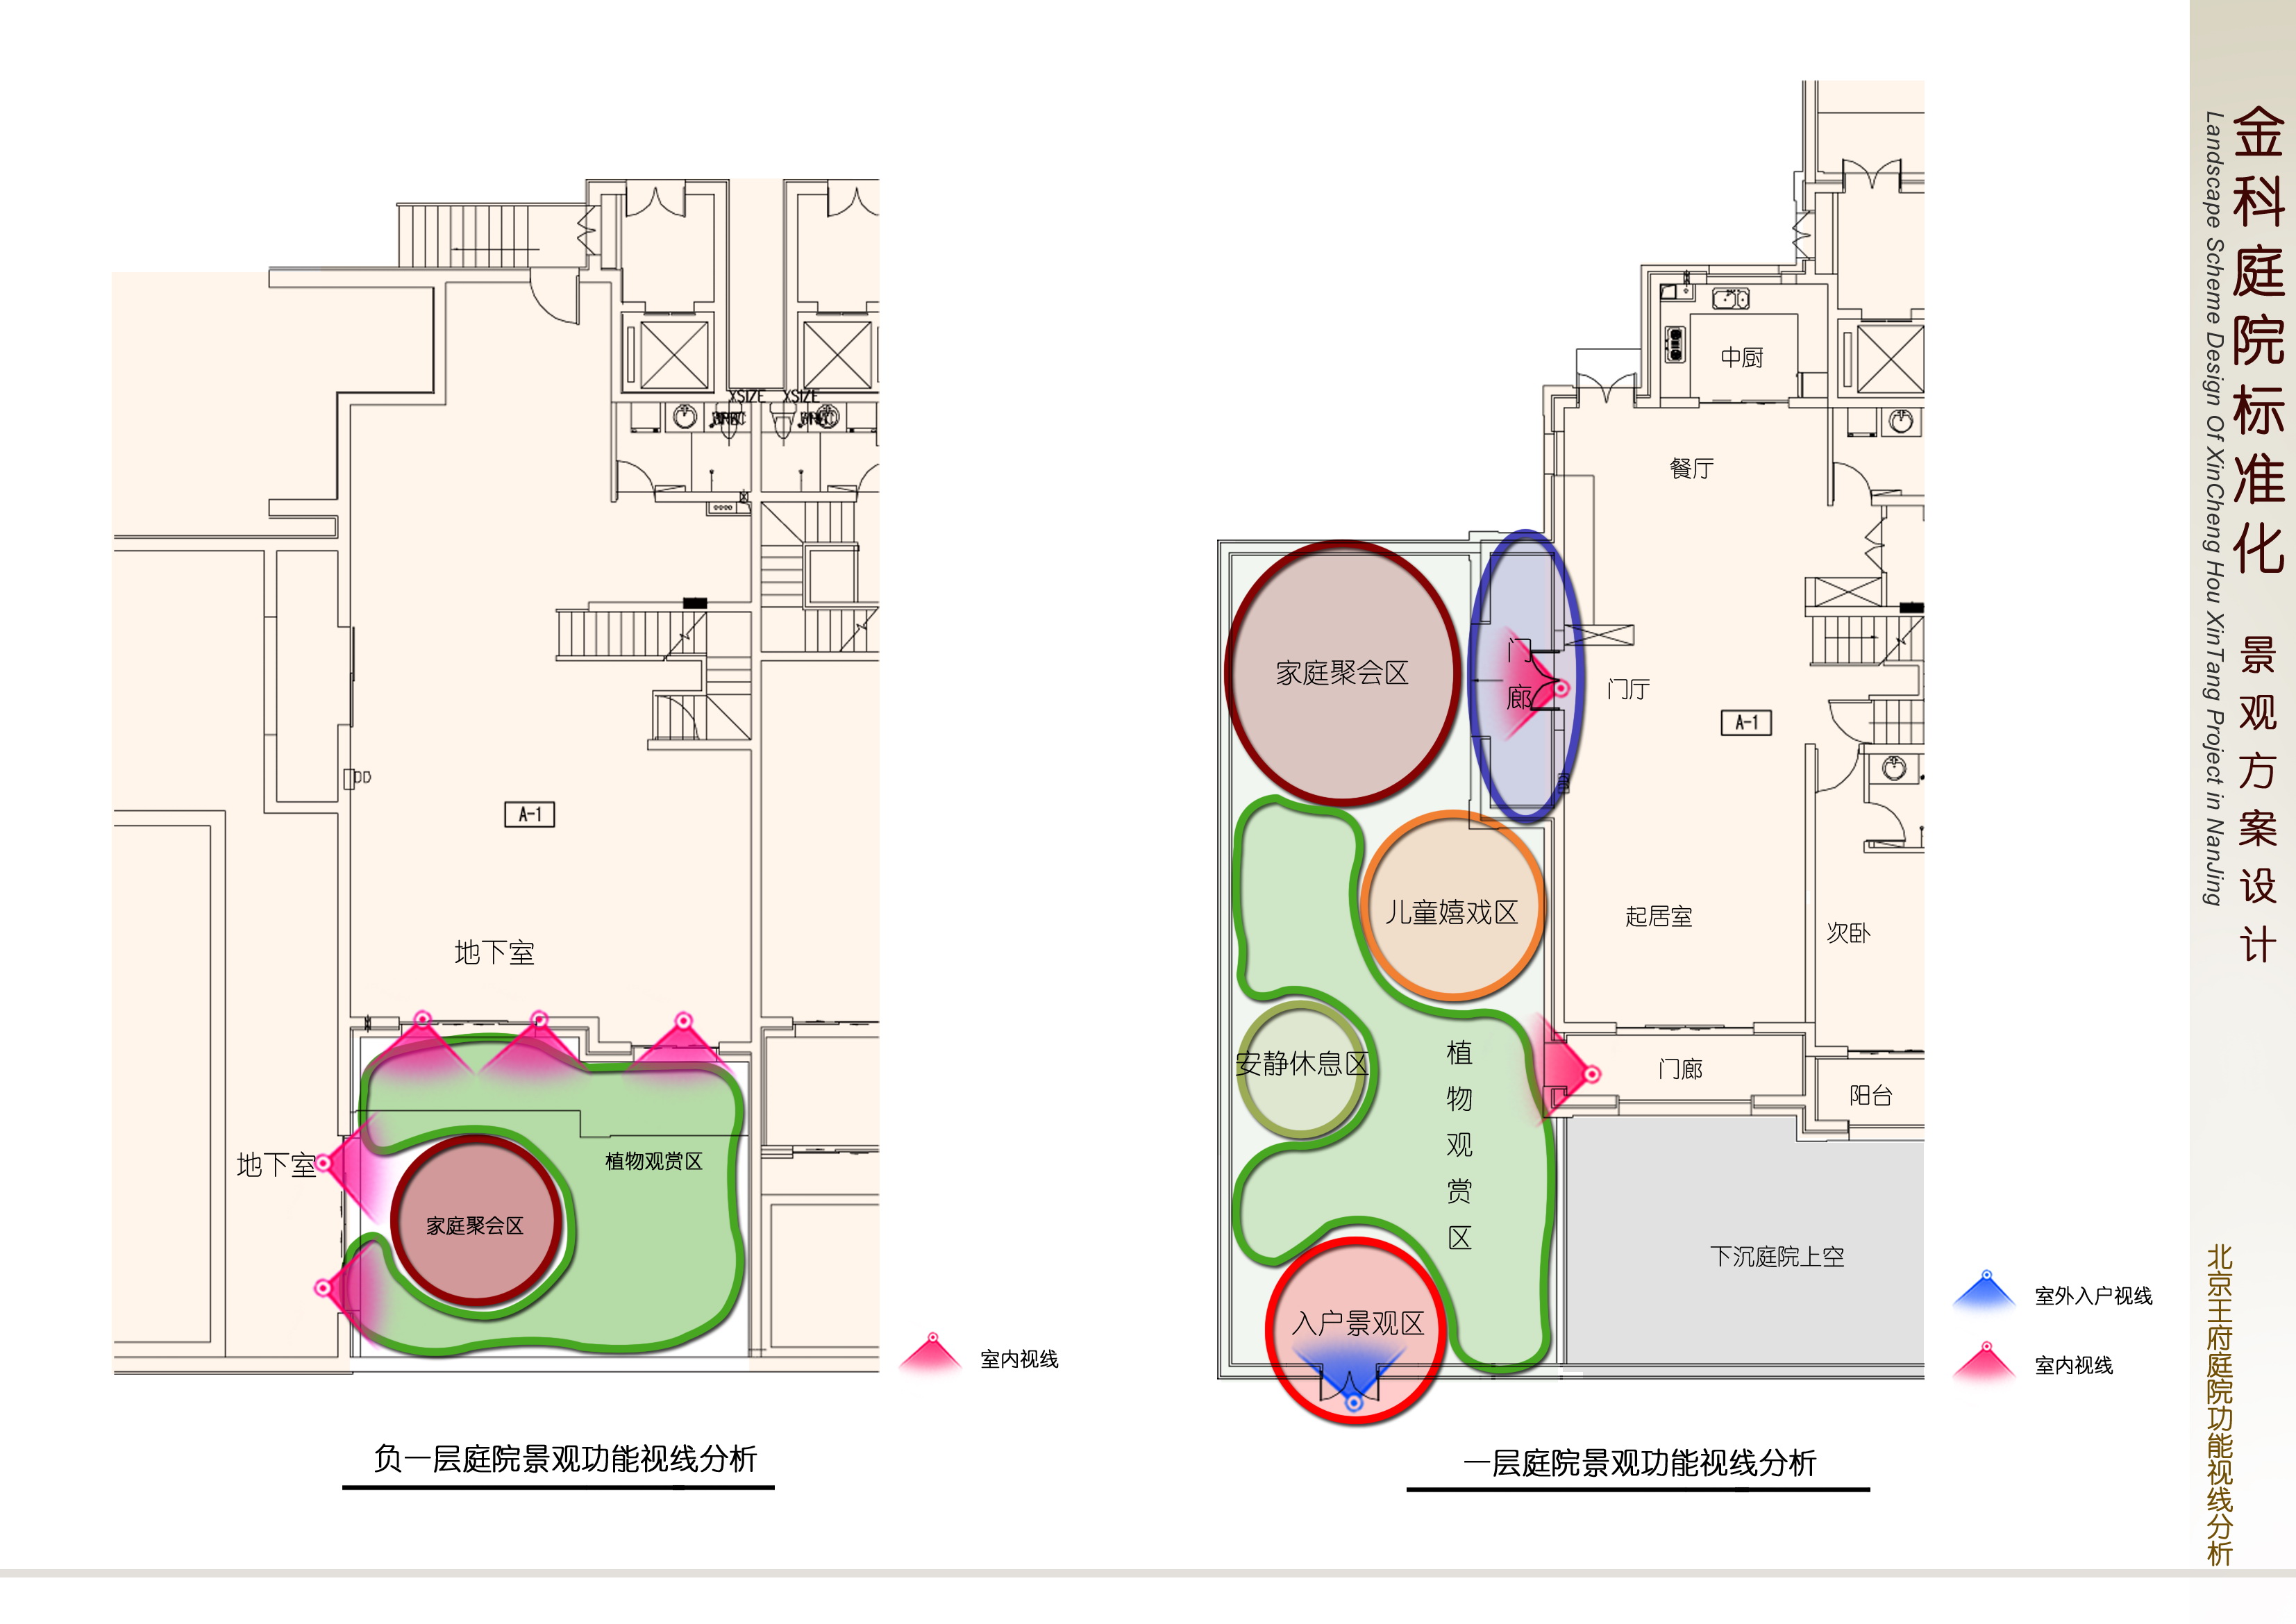 XSIZE XSIZE
A-1
地下室
地下室
植物观赏区
家庭聚会区
室内视线
负一层庭院景观功能视线分析
中厨
餐厅
家庭聚会区
门廊
门厅
A-1
儿童嬉戏区
起居室
次卧
安静休息区
植物观赏区
门廊
阳台
下沉庭院上空
入户景观区
室外入户视线
室内视线
一层庭院景观功能视线分析
金科庭院标准化 景观方案设计
Landscape Scheme Design Of XinCheng Hou XinTang Project in NanJing
北京王府庭院功能视线分析